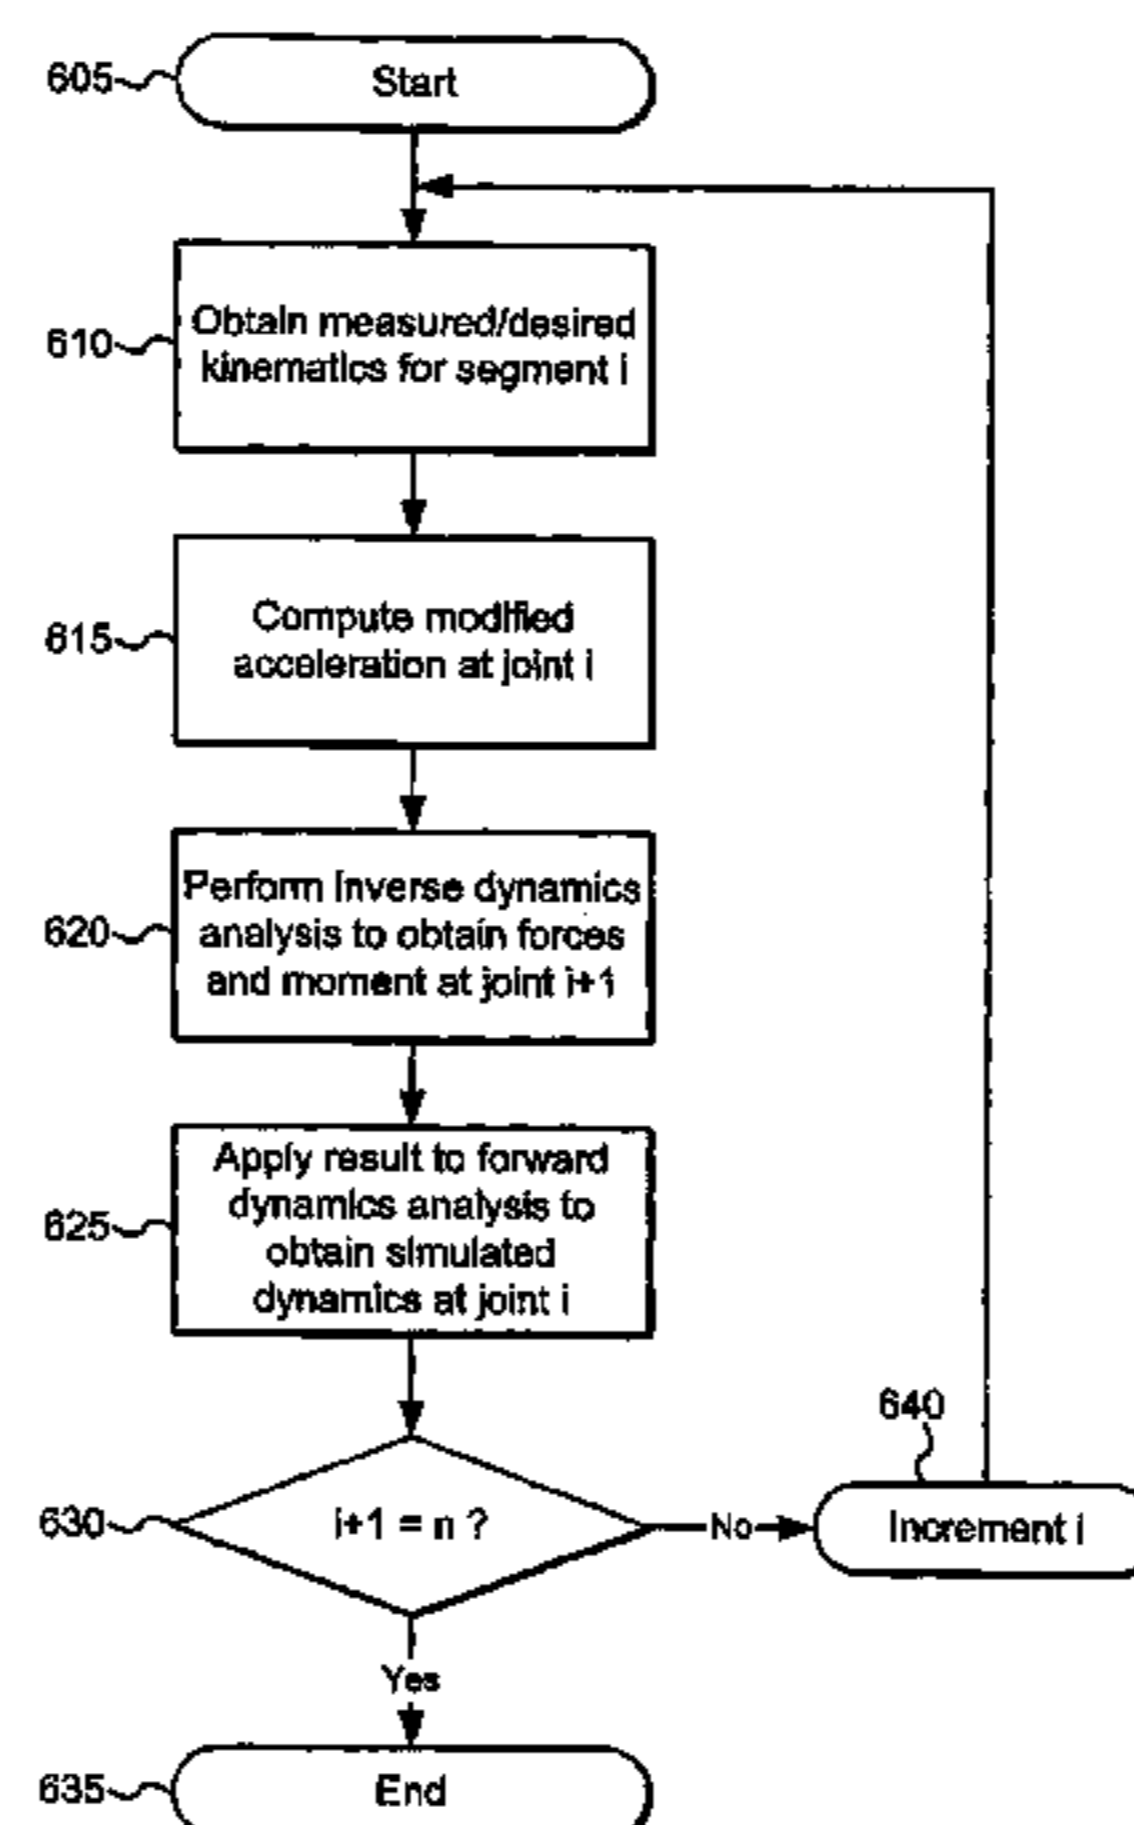 605
Start
610
Obtain measured/desired
kinematics for segment i
615
Compute modified
acceleration at joint i
620
Perform inverse dynamics
analysis to obtain forces
and moment at joint i+1
625
Apply result to forward
dynamics analysis to
obtain simulated
dynamics at joint i
630
i+1 = n ?
No
640
Increment i
Yes
635
End